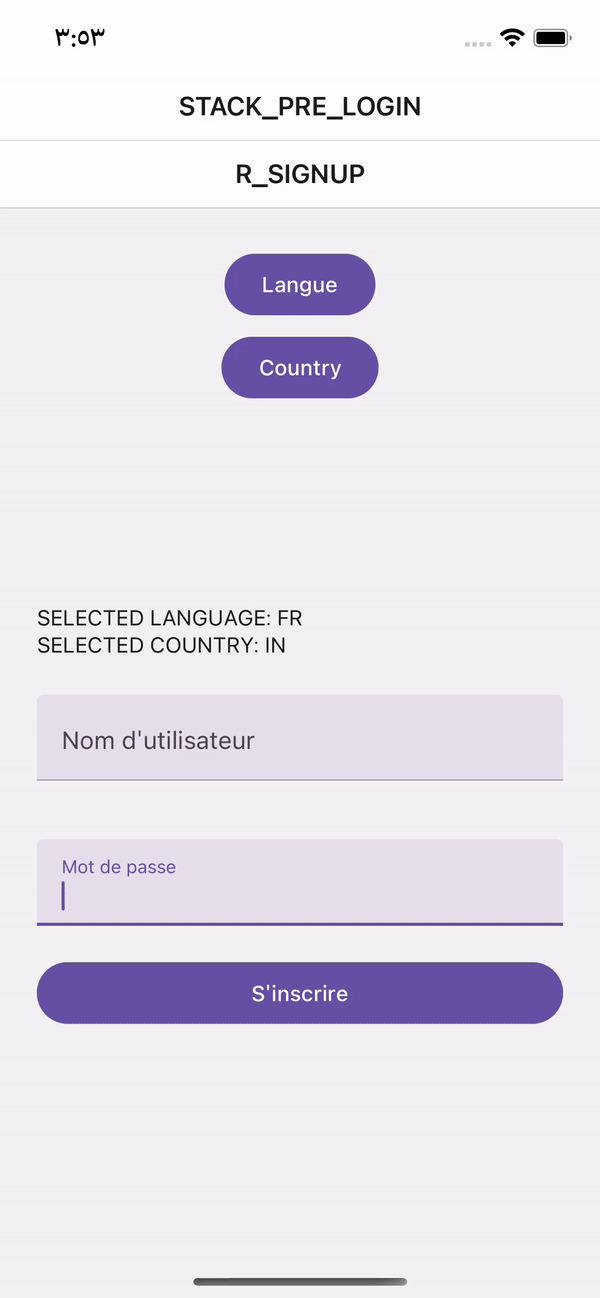 ٣:٥٣
STACK_PRE_LOGIN
R_SIGNUP
Langue
Country
SELECTED LANGUAGE: FR
SELECTED COUNTRY: IN
Nom d'utilisateur
Mot de passe
S'inscrire